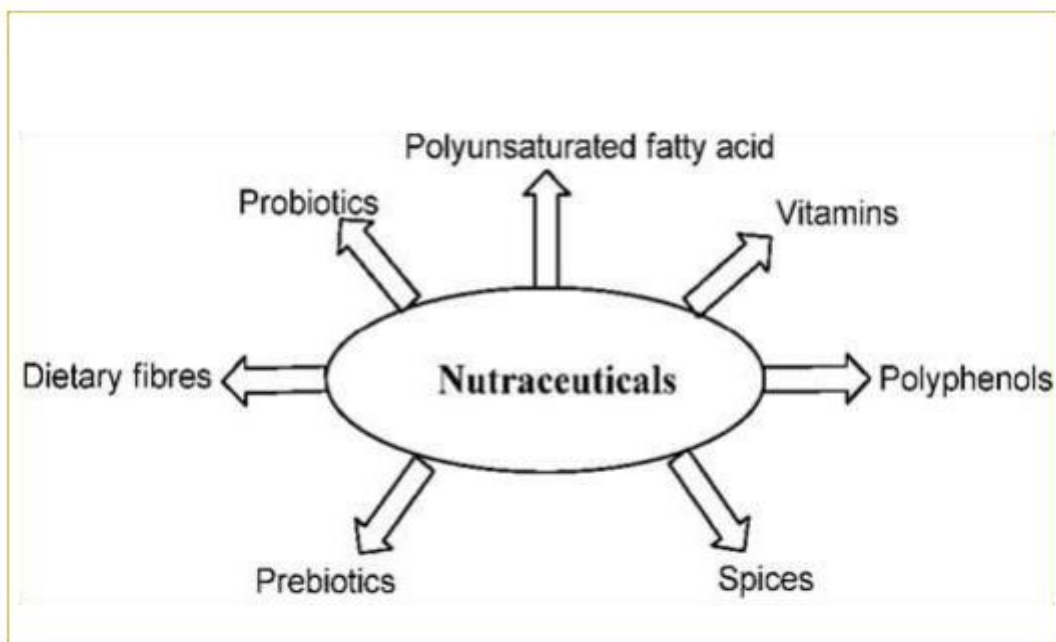 Polyunsaturated fatty acid
Probiotics
Vitamins
Dietary fibres
Nutraceuticals
Polyphenols
Prebiotics
Spices